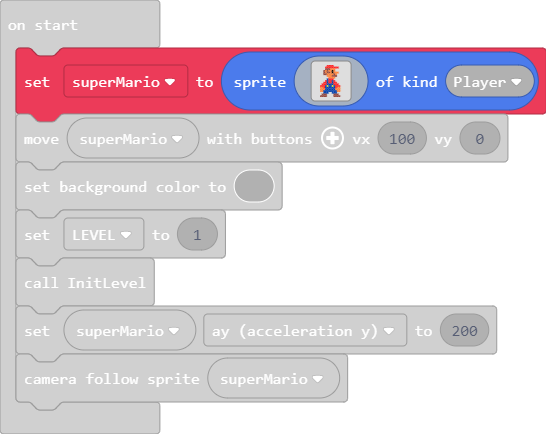 on start
set superMario to sprite of kind Player
move superMario with buttons vx 100 vy 0
set background color to
set LEVEL to 1
call InitLevel
set superMario ay (acceleration y) to 200
camera follow sprite superMario